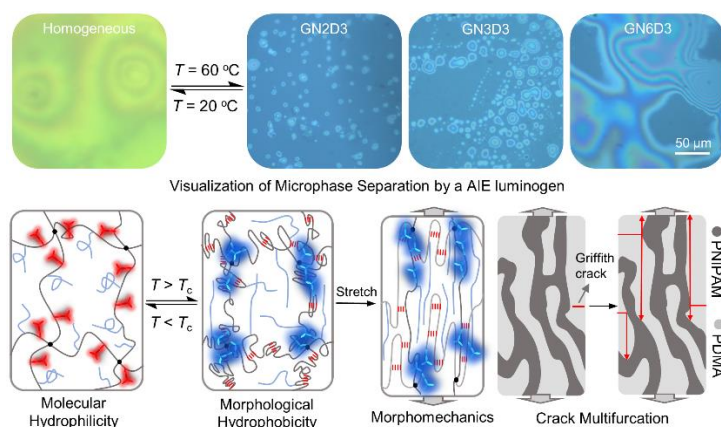 Homogeneous
GN2D3
GN3D3
GN6D3
T = 60 °C
T = 20 °C
50 μm
Visualization of Microphase Separation by a AIE luminogen
T > Tc
T < Tc
Stretch
Griffith
crack
PNIPAM
PDMA
Molecular
Hydrophilicity
Morphological
Hydrophobicity
Morphomechanics
Crack Multifurcation